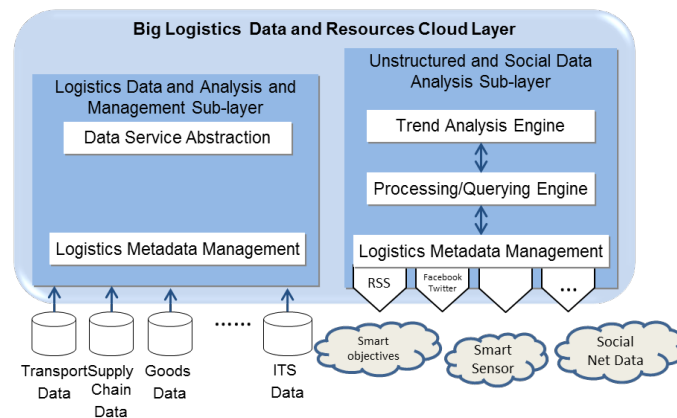 Big Logistics Data and Resources Cloud Layer
Logistics Data and Analysis and
Management Sub-layer
Data Service Abstraction
Logistics Metadata Management
Unstructured and Social Data
Analysis Sub-layer
Trend Analysis Engine
Processing/Querying Engine
Logistics Metadata Management
RSS
Facebook
Twitter
...
......
Transport
Data
Supply
Chain
Data
Goods
Data
ITS
Data
Smart
objectives
Smart
Sensor
Social
Net Data